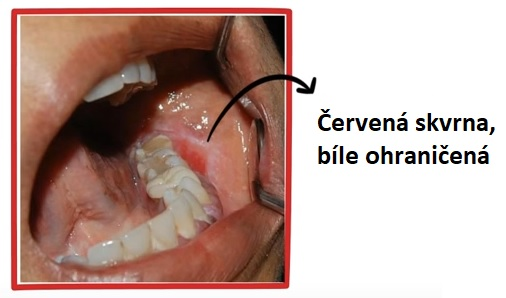 Červená skvrna,
bíle ohraničená